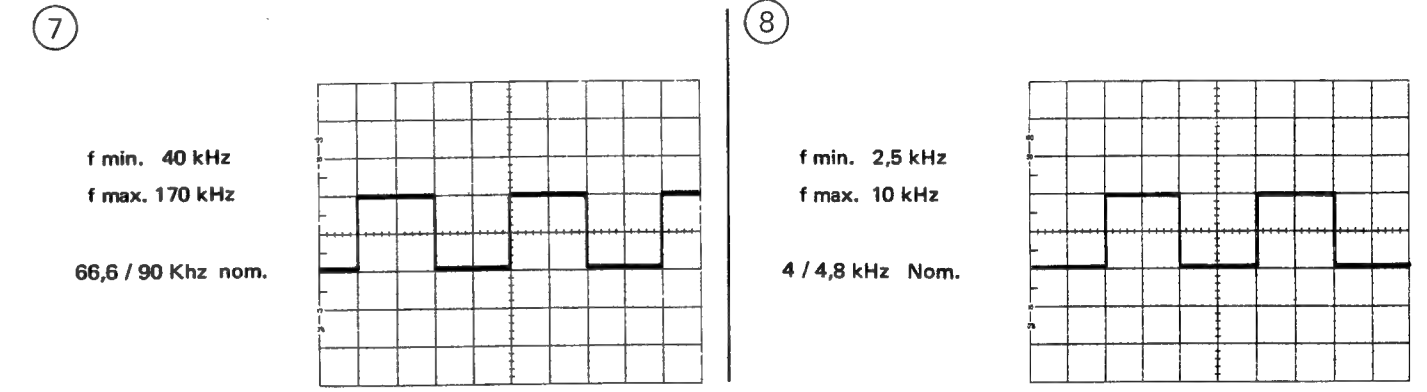 7
f min. 40 kHz
f max. 170 kHz
66,6 / 90 Khz nom.
8
f min. 2,5 kHz
f max. 10 kHz
4 / 4,8 kHz Nom.